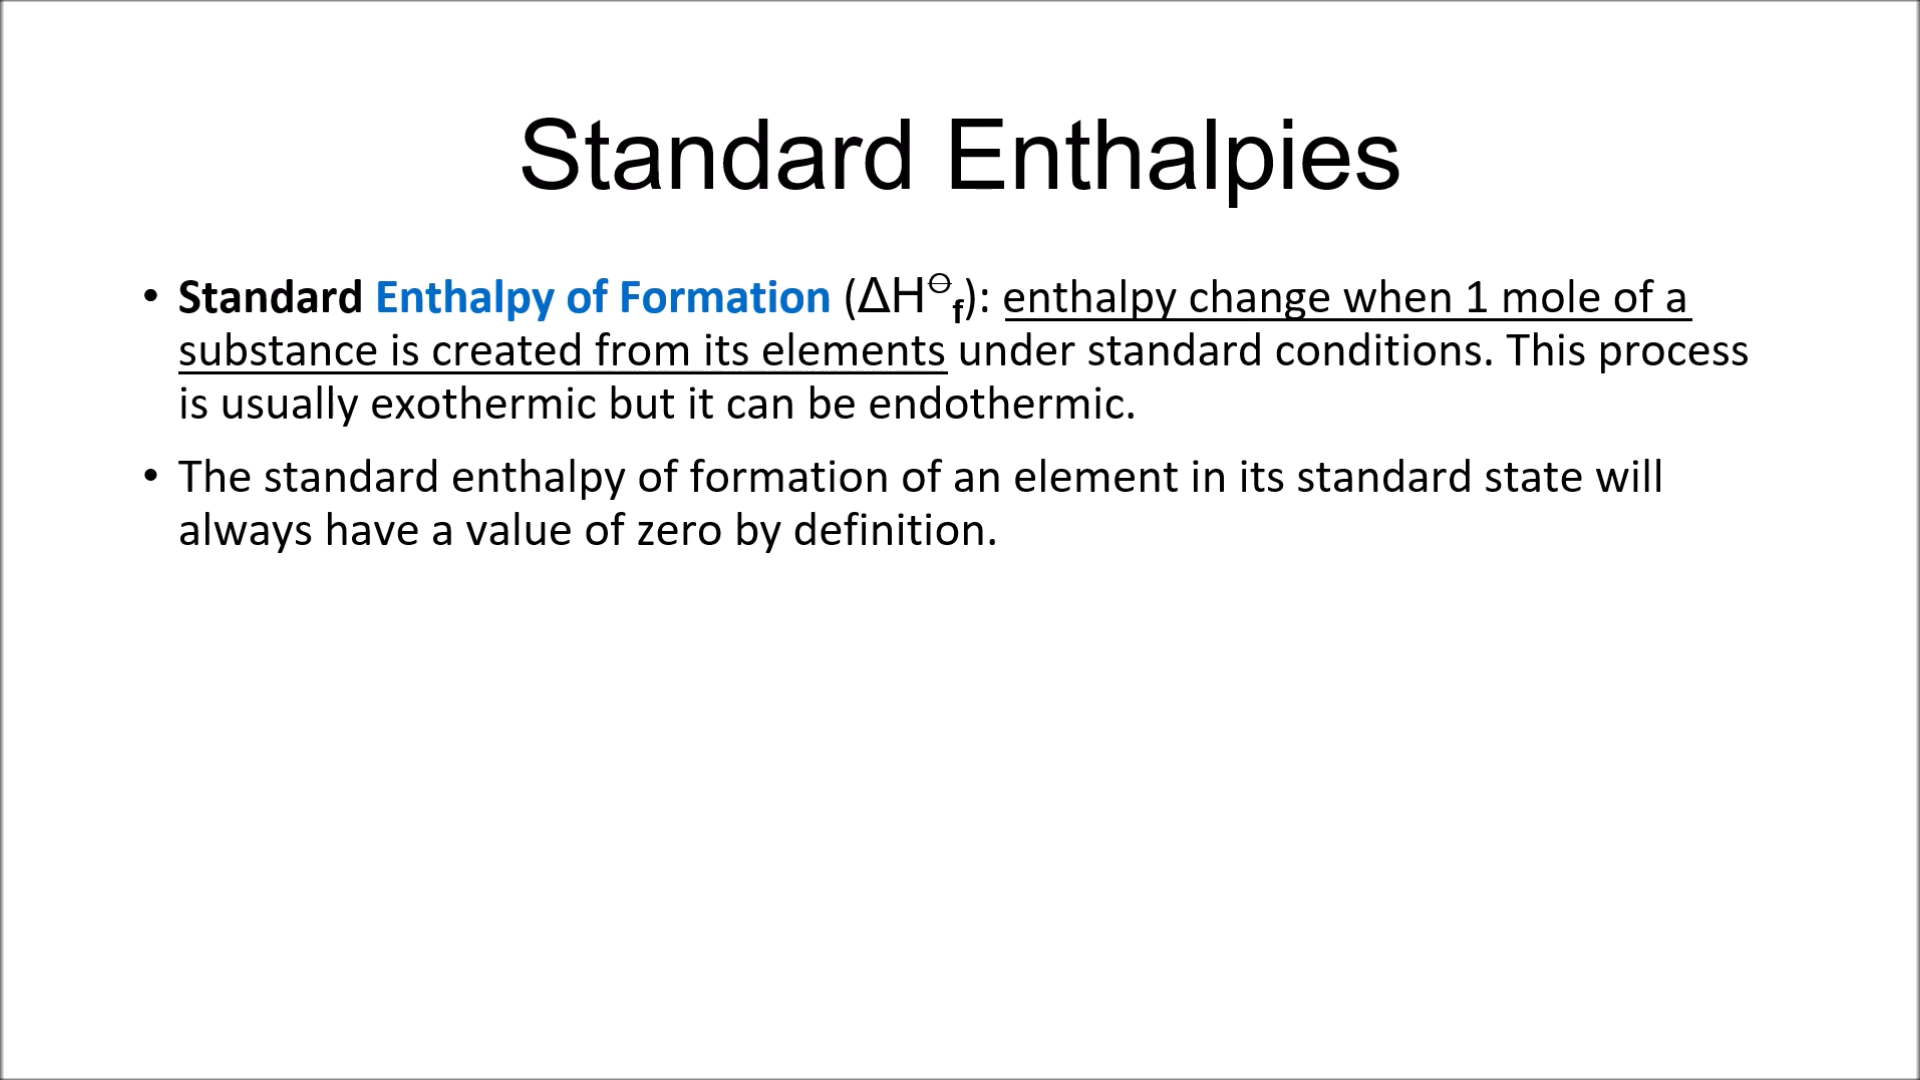 Standard Enthalpies
• Standard Enthalpy of Formation (ΔH⦵f): enthalpy change when 1 mole of a
substance is created from its elements under standard conditions. This process
is usually exothermic but it can be endothermic.
• The standard enthalpy of formation of an element in its standard state will
always have a value of zero by definition.